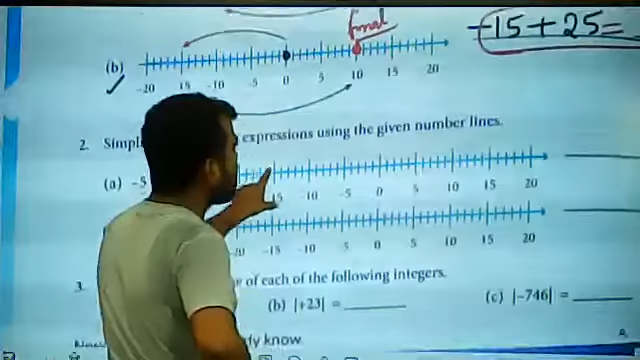 final
-15+25=
(b)
-20 15 -10 -5 0 5 10 15 20
2. Simpl expressions using the given number lines.
(a) -5
15 -10 -5 0 5 10 15 20
-20 -15 -10 -5 0 5 10 15 20
3. of each of the following integers.
(b) |+23| = ________ (c) |-746| = ________
know